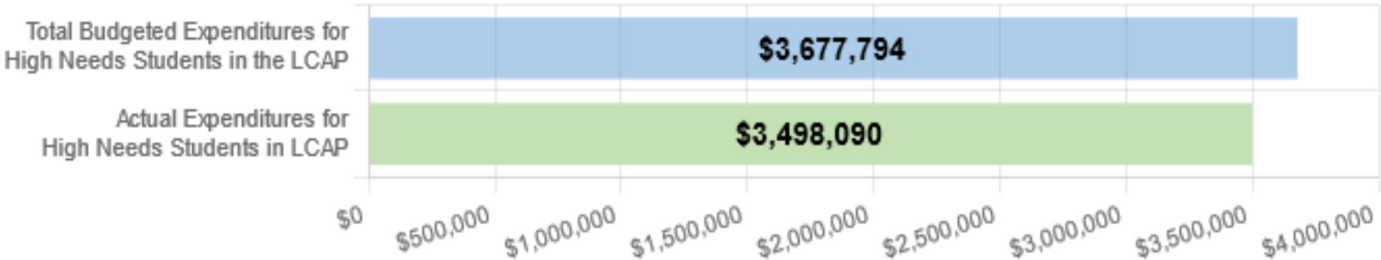 Total Budgeted Expenditures for
High Needs Students in the LCAP
$3,677,794
Actual Expenditures for
High Needs Students in LCAP
$3,498,090
$0
$500,000
$1,000,000
$1,500,000
$2,000,000
$2,500,000
$3,000,000
$3,500,000
$4,000,000